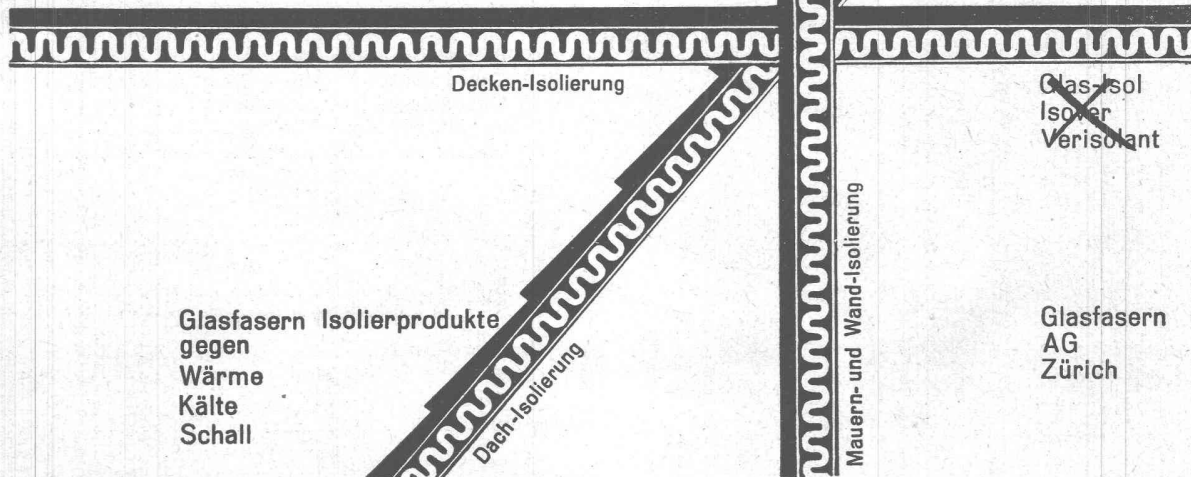 Decken-Isolierung
Glas-Isol
Isover
Verisolant
Mauern- und Wand-Isolierung
Dach-Isolierung
Glasfasern Isolierprodukte
gegen
Wärme
Kälte
Schall
Glasfasern
AG
Zürich